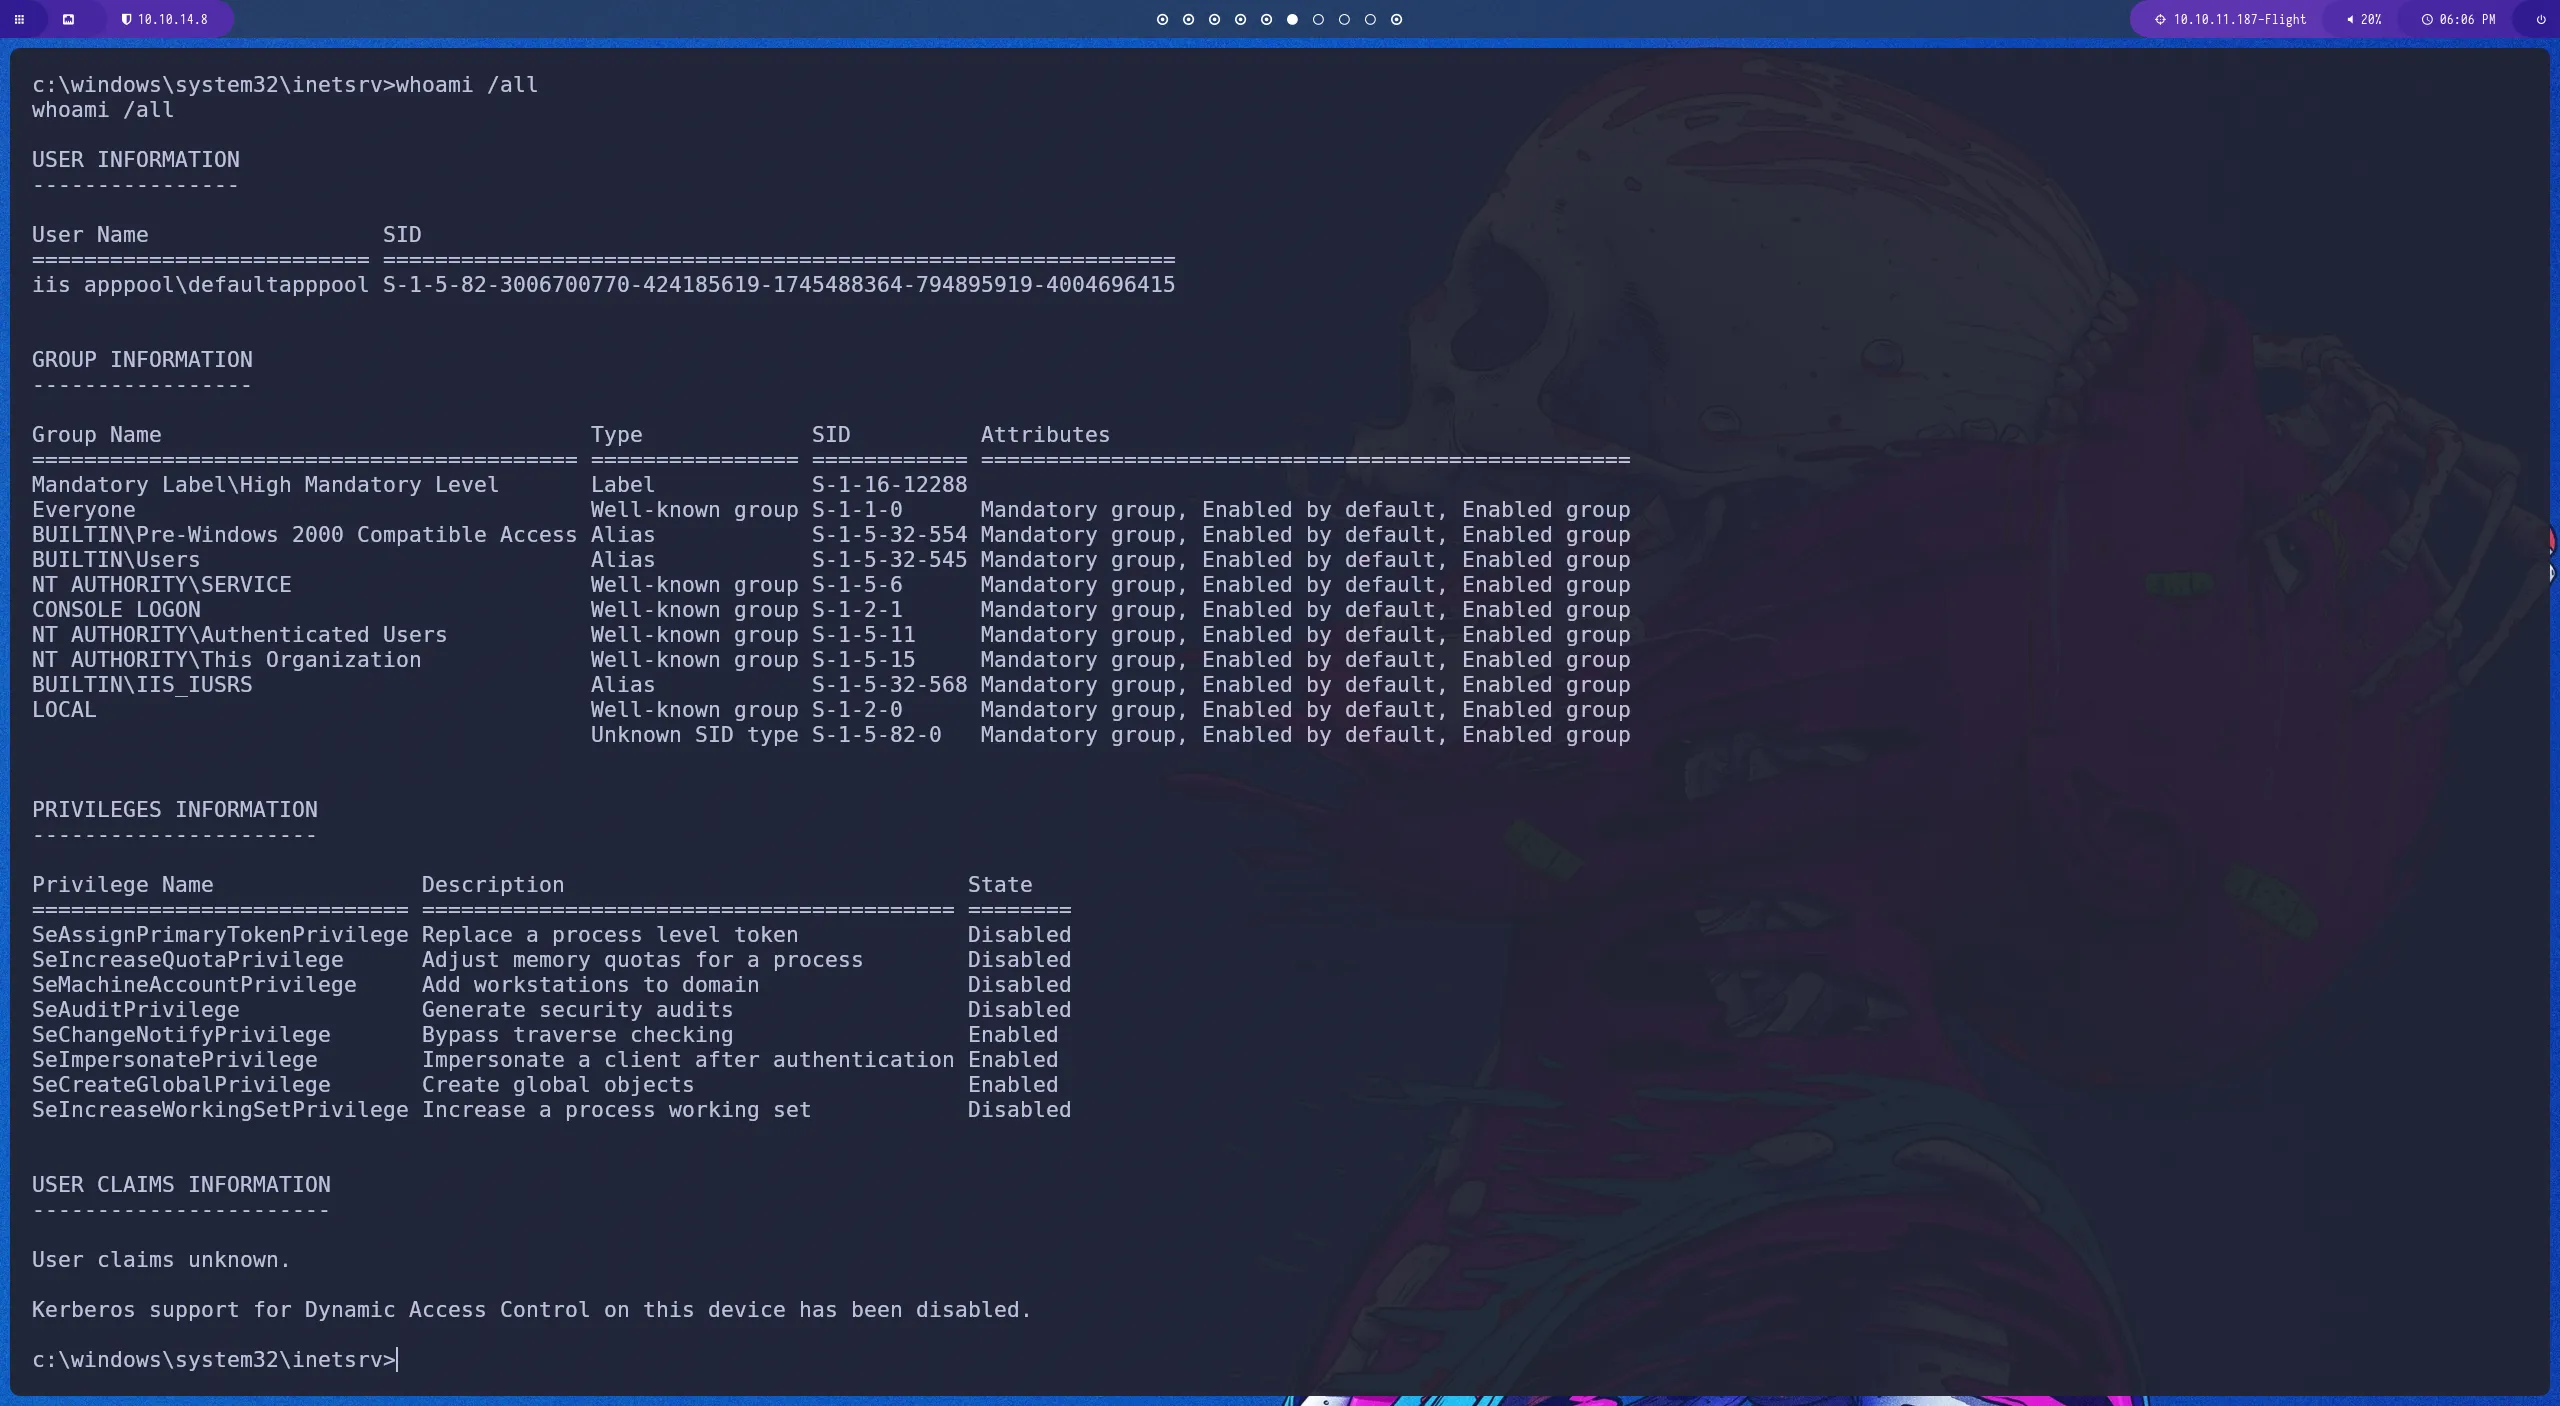 10.10.14.8
10.10.11.187-Flight
20%
06:06 PM
c:\windows\system32\inetsrv>whoami /all
whoami /all
USER INFORMATION
----------------
User Name                  SID
========================== =============================================================
iis apppool\defaultapppool S-1-5-82-3006700770-424185619-1745488364-794895919-4004696415
GROUP INFORMATION
-----------------
Group Name                                 Type             SID          Attributes
========================================== ================ ============ ==================================================
Mandatory Label\High Mandatory Level       Label            S-1-16-12288
Everyone                                   Well-known group S-1-1-0      Mandatory group, Enabled by default, Enabled group
BUILTIN\Pre-Windows 2000 Compatible Access Alias            S-1-5-32-554 Mandatory group, Enabled by default, Enabled group
BUILTIN\Users                              Alias            S-1-5-32-545 Mandatory group, Enabled by default, Enabled group
NT AUTHORITY\SERVICE                       Well-known group S-1-5-6      Mandatory group, Enabled by default, Enabled group
CONSOLE LOGON                              Well-known group S-1-2-1      Mandatory group, Enabled by default, Enabled group
NT AUTHORITY\Authenticated Users           Well-known group S-1-5-11     Mandatory group, Enabled by default, Enabled group
NT AUTHORITY\This Organization             Well-known group S-1-5-15     Mandatory group, Enabled by default, Enabled group
BUILTIN\IIS_IUSRS                          Alias            S-1-5-32-568 Mandatory group, Enabled by default, Enabled group
LOCAL                                      Well-known group S-1-2-0      Mandatory group, Enabled by default, Enabled group
                                           Unknown SID type S-1-5-82-0   Mandatory group, Enabled by default, Enabled group
PRIVILEGES INFORMATION
----------------------
Privilege Name                Description                               State
============================= ========================================= ========
SeAssignPrimaryTokenPrivilege Replace a process level token             Disabled
SeIncreaseQuotaPrivilege      Adjust memory quotas for a process        Disabled
SeMachineAccountPrivilege     Add workstations to domain                Disabled
SeAuditPrivilege              Generate security audits                  Disabled
SeChangeNotifyPrivilege       Bypass traverse checking                  Enabled
SeImpersonatePrivilege        Impersonate a client after authentication Enabled
SeCreateGlobalPrivilege       Create global objects                     Enabled
SeIncreaseWorkingSetPrivilege Increase a process working set            Disabled
USER CLAIMS INFORMATION
-----------------------
User claims unknown.
Kerberos support for Dynamic Access Control on this device has been disabled.
c:\windows\system32\inetsrv>